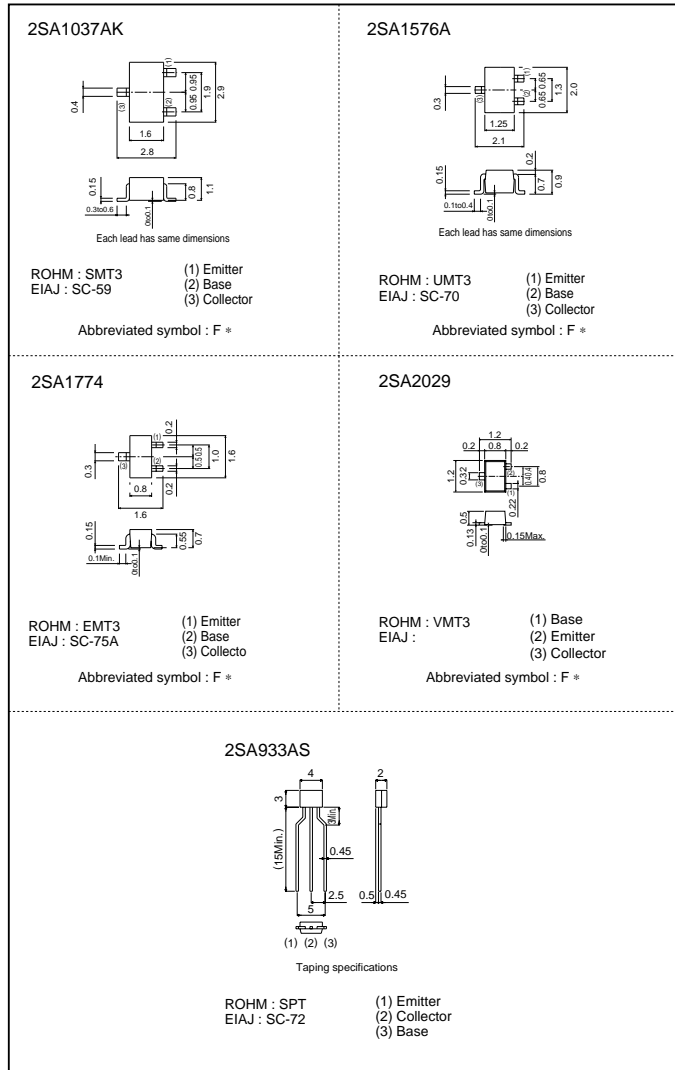 2SA1037AK
(1)
(2)
(3)
0.4
0.95 0.95
1.9
2.9
1.6
2.8
0.15
0.3to0.6
0to0.1
0.8
1.1
Each lead has same dimensions
ROHM : SMT3
EIAJ : SC-59
(1) Emitter
(2) Base
(3) Collector
Abbreviated symbol : F *
2SA1576A
(1)
(2)
(3)
0.3
0.65 0.65
1.3
2.0
1.25
2.1
0.15
0.1to0.4
0to0.1
0.2
0.7
0.9
Each lead has same dimensions
ROHM : UMT3
EIAJ : SC-70
(1) Emitter
(2) Base
(3) Collector
Abbreviated symbol : F *
2SA1774
(1)
(2)
(3)
0.3
0.2
0.5 0.5
0.2
1.0
1.6
0.8
1.6
0.15
0.1Min.
0to0.1
0.55
0.7
ROHM : EMT3
EIAJ : SC-75A
(1) Emitter
(2) Base
(3) Collecto
Abbreviated symbol : F *
2SA2029
1.2
0.2 0.8 0.2
1.2
0.32
(3)
(2)
(1)
0.4 0.4
0.8
0.22
0.5
0.13
0to0.1
0.15Max.
ROHM : VMT3
EIAJ :
(1) Base
(2) Emitter
(3) Collector
Abbreviated symbol : F *
2SA933AS
4
2
3
3Min.
(15Min.)
0.45
2.5
5
0.5 0.45
(1) (2) (3)
Taping specifications
ROHM : SPT
EIAJ : SC-72
(1) Emitter
(2) Collector
(3) Base